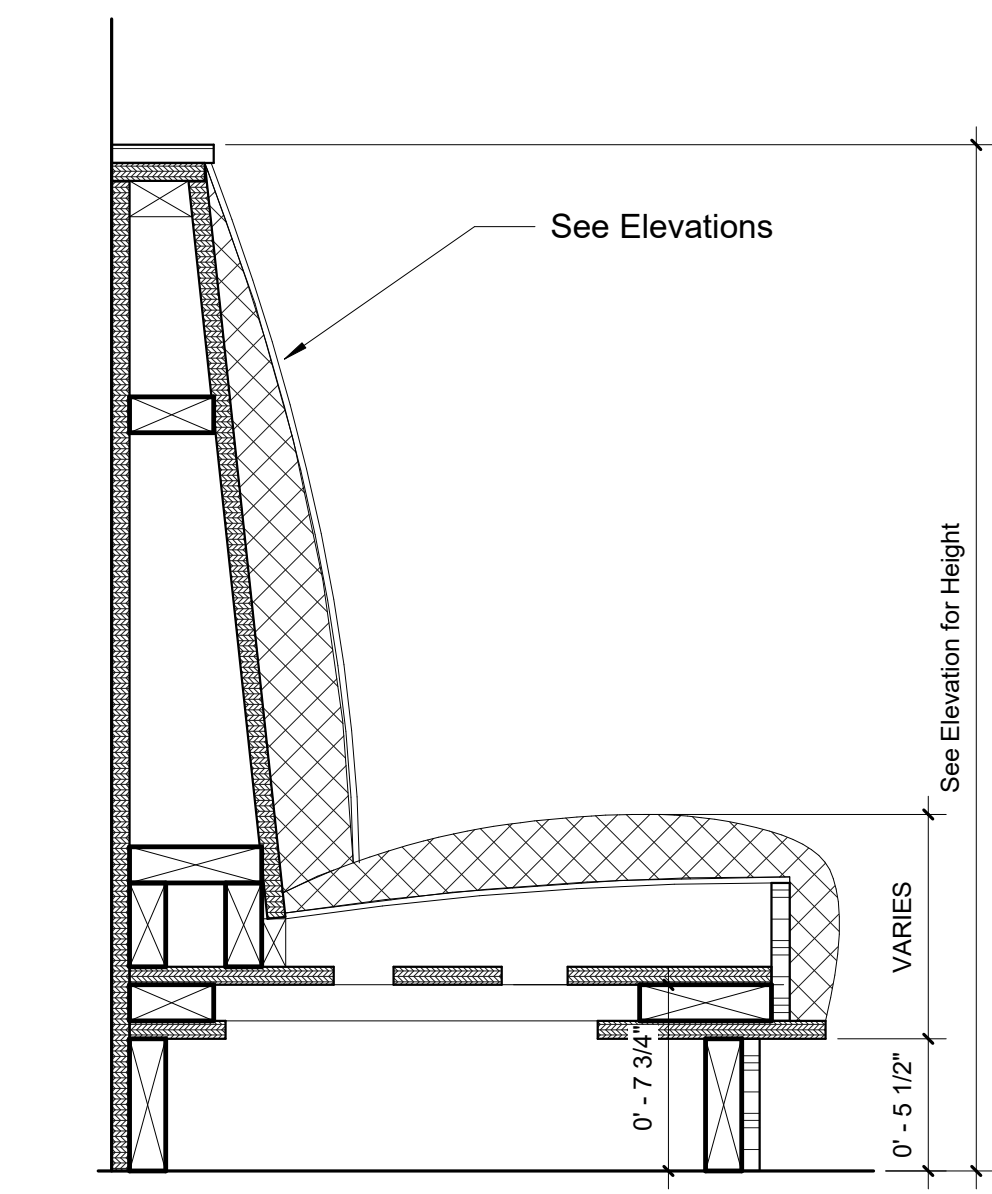 See Elevations
See Elevation for Height
VARIES
0' - 7 3/4"
0' - 5 1/2"